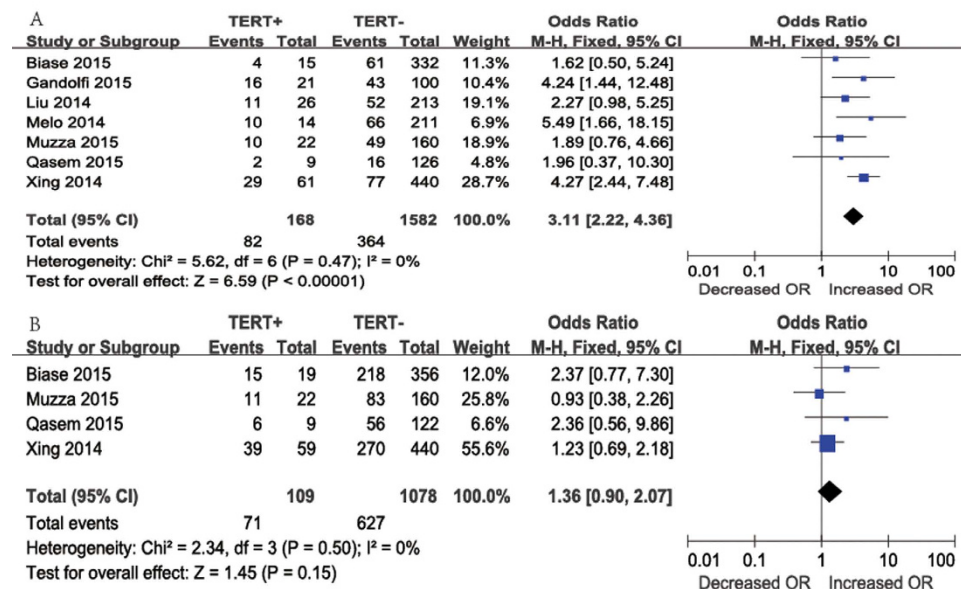 A
TERT+ TERT- Odds Ratio Odds Ratio
Study or Subgroup Events Total Events Total Weight M-H, Fixed, 95% CI M-H, Fixed, 95% CI
Biase 2015 4 15 61 332 11.3% 1.62 [0.50, 5.24]
Gandolfi 2015 16 21 43 100 10.4% 4.24 [1.44, 12.48]
Liu 2014 11 26 52 213 19.1% 2.27 [0.98, 5.25]
Melo 2014 10 14 66 211 6.9% 5.49 [1.66, 18.15]
Muzza 2015 10 22 49 160 18.9% 1.89 [0.76, 4.66]
Qasem 2015 2 9 16 126 4.8% 1.96 [0.37, 10.30]
Xing 2014 29 61 77 440 28.7% 4.27 [2.44, 7.48]
Total (95% CI) 168 1582 100.0% 3.11 [2.22, 4.36]
Total events 82 364
Heterogeneity: Chi² = 5.62, df = 6 (P = 0.47); I² = 0%
Test for overall effect: Z = 6.59 (P < 0.00001)
0.01 0.1 1 10 100
Decreased OR Increased OR
B
TERT+ TERT- Odds Ratio Odds Ratio
Study or Subgroup Events Total Events Total Weight M-H, Fixed, 95% CI M-H, Fixed, 95% CI
Biase 2015 15 19 218 356 12.0% 2.37 [0.77, 7.30]
Muzza 2015 11 22 83 160 25.8% 0.93 [0.38, 2.26]
Qasem 2015 6 9 56 122 6.6% 2.36 [0.56, 9.86]
Xing 2014 39 59 270 440 55.6% 1.23 [0.69, 2.18]
Total (95% CI) 109 1078 100.0% 1.36 [0.90, 2.07]
Total events 71 627
Heterogeneity: Chi² = 2.34, df = 3 (P = 0.50); I² = 0%
Test for overall effect: Z = 1.45 (P = 0.15)
0.01 0.1 1 10 100
Decreased OR Increased OR